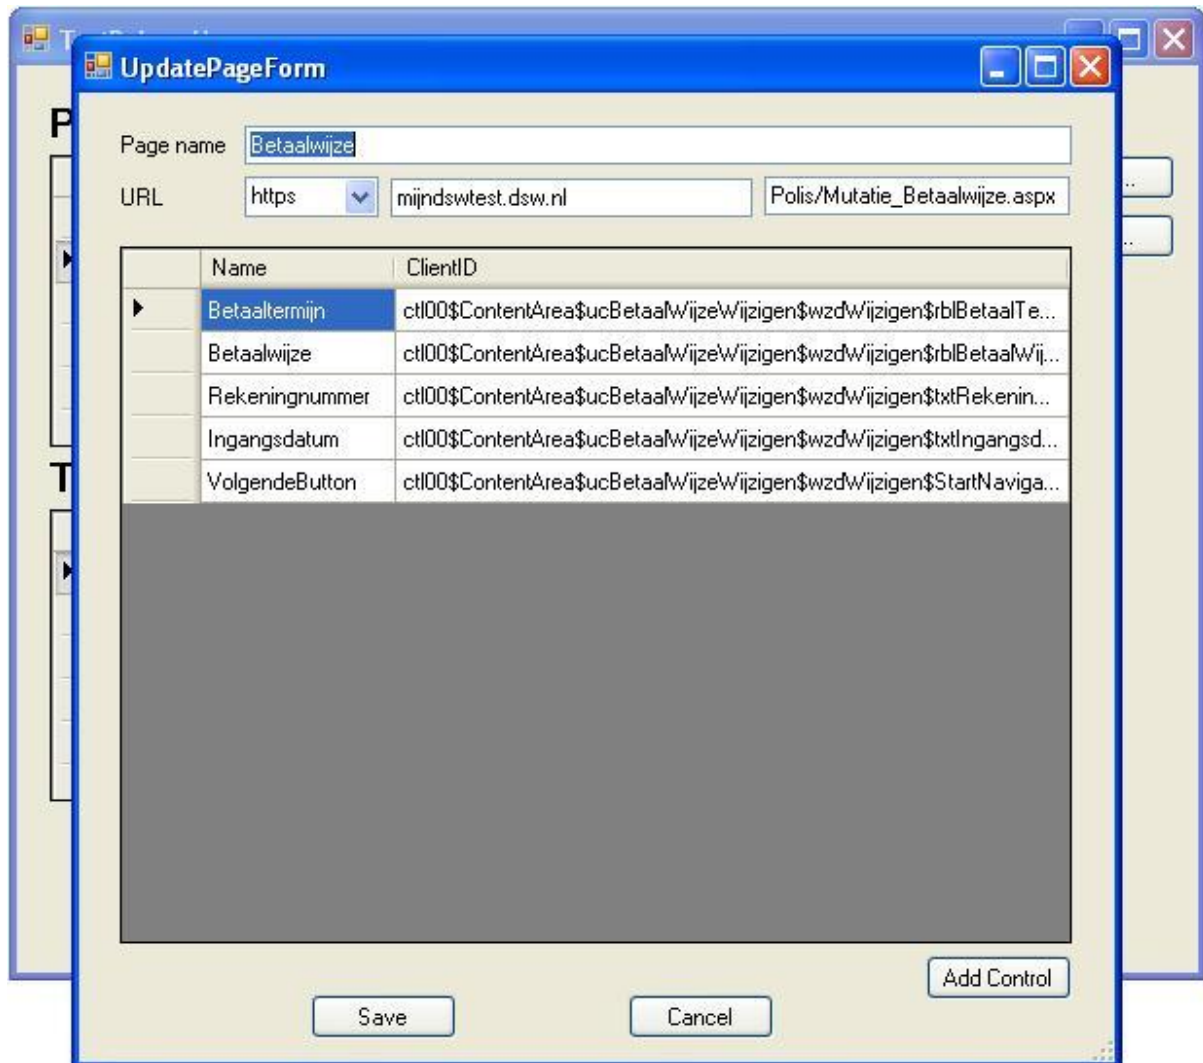 UpdatePageForm
Page name Betaalwijze
URL https mijndswtest.dsw.nl Polis/Mutatie_Betaalwijze.aspx
Name ClientID
Betaaltermijn ctl00$ContentArea$ucBetaalWijzeWijzigen$wzdWijzigen$rblBetaalTe...
Betaalwijze ctl00$ContentArea$ucBetaalWijzeWijzigen$wzdWijzigen$rblBetaalWij...
Rekeningnummer ctl00$ContentArea$ucBetaalWijzeWijzigen$wzdWijzigen$txtRekenin...
Ingangsdatum ctl00$ContentArea$ucBetaalWijzeWijzigen$wzdWijzigen$txtIngangsd...
VolgendeButton ctl00$ContentArea$ucBetaalWijzeWijzigen$wzdWijzigen$StartNaviga...
Add Control
Save Cancel